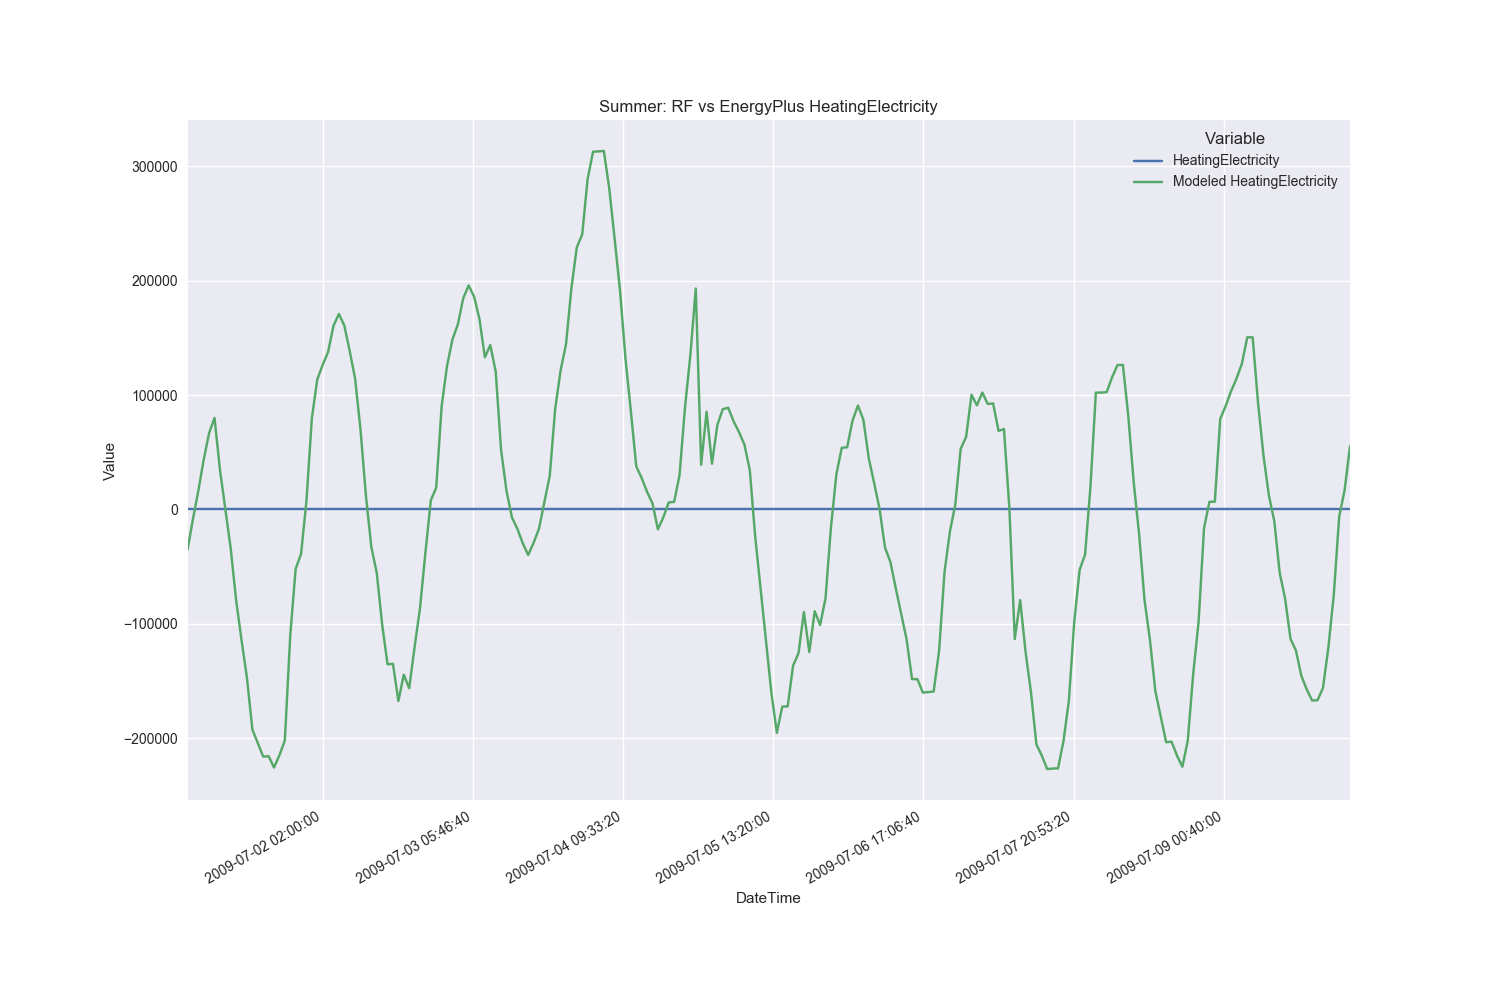 Summer: RF vs EnergyPlus HeatingElectricity
Variable
HeatingElectricity
Modeled HeatingElectricity
300000
200000
100000
0
−100000
−200000
Value
2009-07-02 02:00:00
2009-07-03 05:46:40
2009-07-04 09:33:20
2009-07-05 13:20:00
2009-07-06 17:06:40
2009-07-07 20:53:20
2009-07-09 00:40:00
DateTime